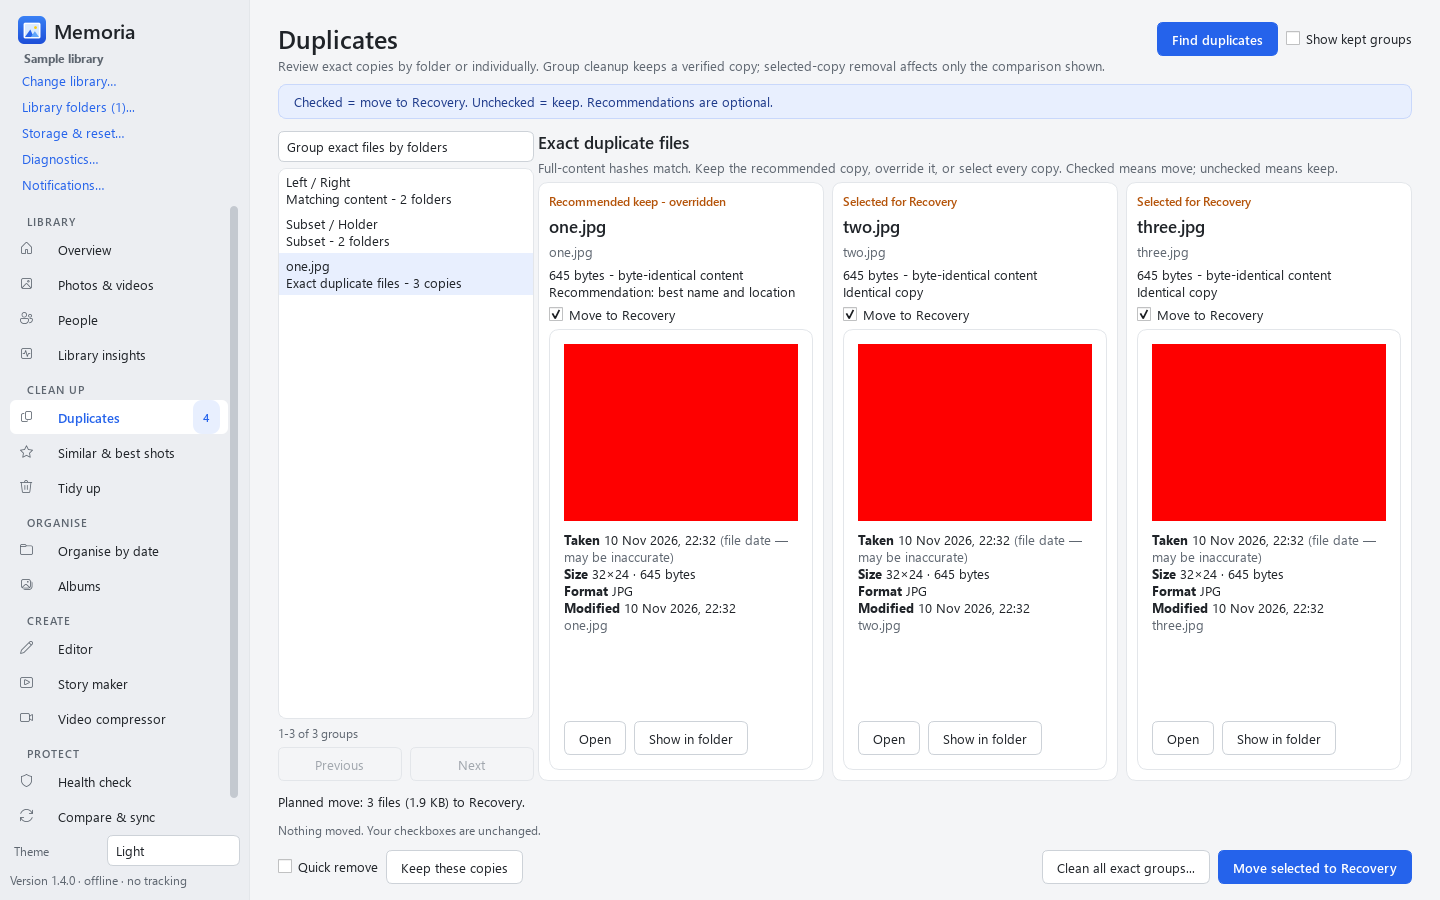 Memoria
Sample library
Change library...
Library folders (1)...
Storage & reset...
Diagnostics...
Notifications...
LIBRARY
Overview
Photos & videos
People
Library insights
CLEAN UP
Duplicates 4
Similar & best shots
Tidy up
ORGANISE
Organise by date
Albums
CREATE
Editor
Story maker
Video compressor
PROTECT
Health check
Compare & sync
Theme Light
Version 1.4.0 · offline · no tracking
Duplicates
Find duplicates
Show kept groups
Review exact copies by folder or individually. Group cleanup keeps a verified copy; selected-copy removal affects only the comparison shown.
Checked = move to Recovery. Unchecked = keep. Recommendations are optional.
Group exact files by folders
Left / Right
Matching content - 2 folders
Subset / Holder
Subset - 2 folders
one.jpg
Exact duplicate files - 3 copies
1-3 of 3 groups
Previous
Next
Exact duplicate files
Full-content hashes match. Keep the recommended copy, override it, or select every copy. Checked means move; unchecked means keep.
Recommended keep - overridden
one.jpg
one.jpg
645 bytes - byte-identical content
Recommendation: best name and location
Move to Recovery
Taken 10 Nov 2026, 22:32 (file date —
may be inaccurate)
Size 32×24 · 645 bytes
Format JPG
Modified 10 Nov 2026, 22:32
one.jpg
Open
Show in folder
Selected for Recovery
two.jpg
two.jpg
645 bytes - byte-identical content
Identical copy
Move to Recovery
Taken 10 Nov 2026, 22:32 (file date —
may be inaccurate)
Size 32×24 · 645 bytes
Format JPG
Modified 10 Nov 2026, 22:32
two.jpg
Open
Show in folder
Selected for Recovery
three.jpg
three.jpg
645 bytes - byte-identical content
Identical copy
Move to Recovery
Taken 10 Nov 2026, 22:32 (file date —
may be inaccurate)
Size 32×24 · 645 bytes
Format JPG
Modified 10 Nov 2026, 22:32
three.jpg
Open
Show in folder
Planned move: 3 files (1.9 KB) to Recovery.
Nothing moved. Your checkboxes are unchanged.
Quick remove
Keep these copies
Clean all exact groups...
Move selected to Recovery